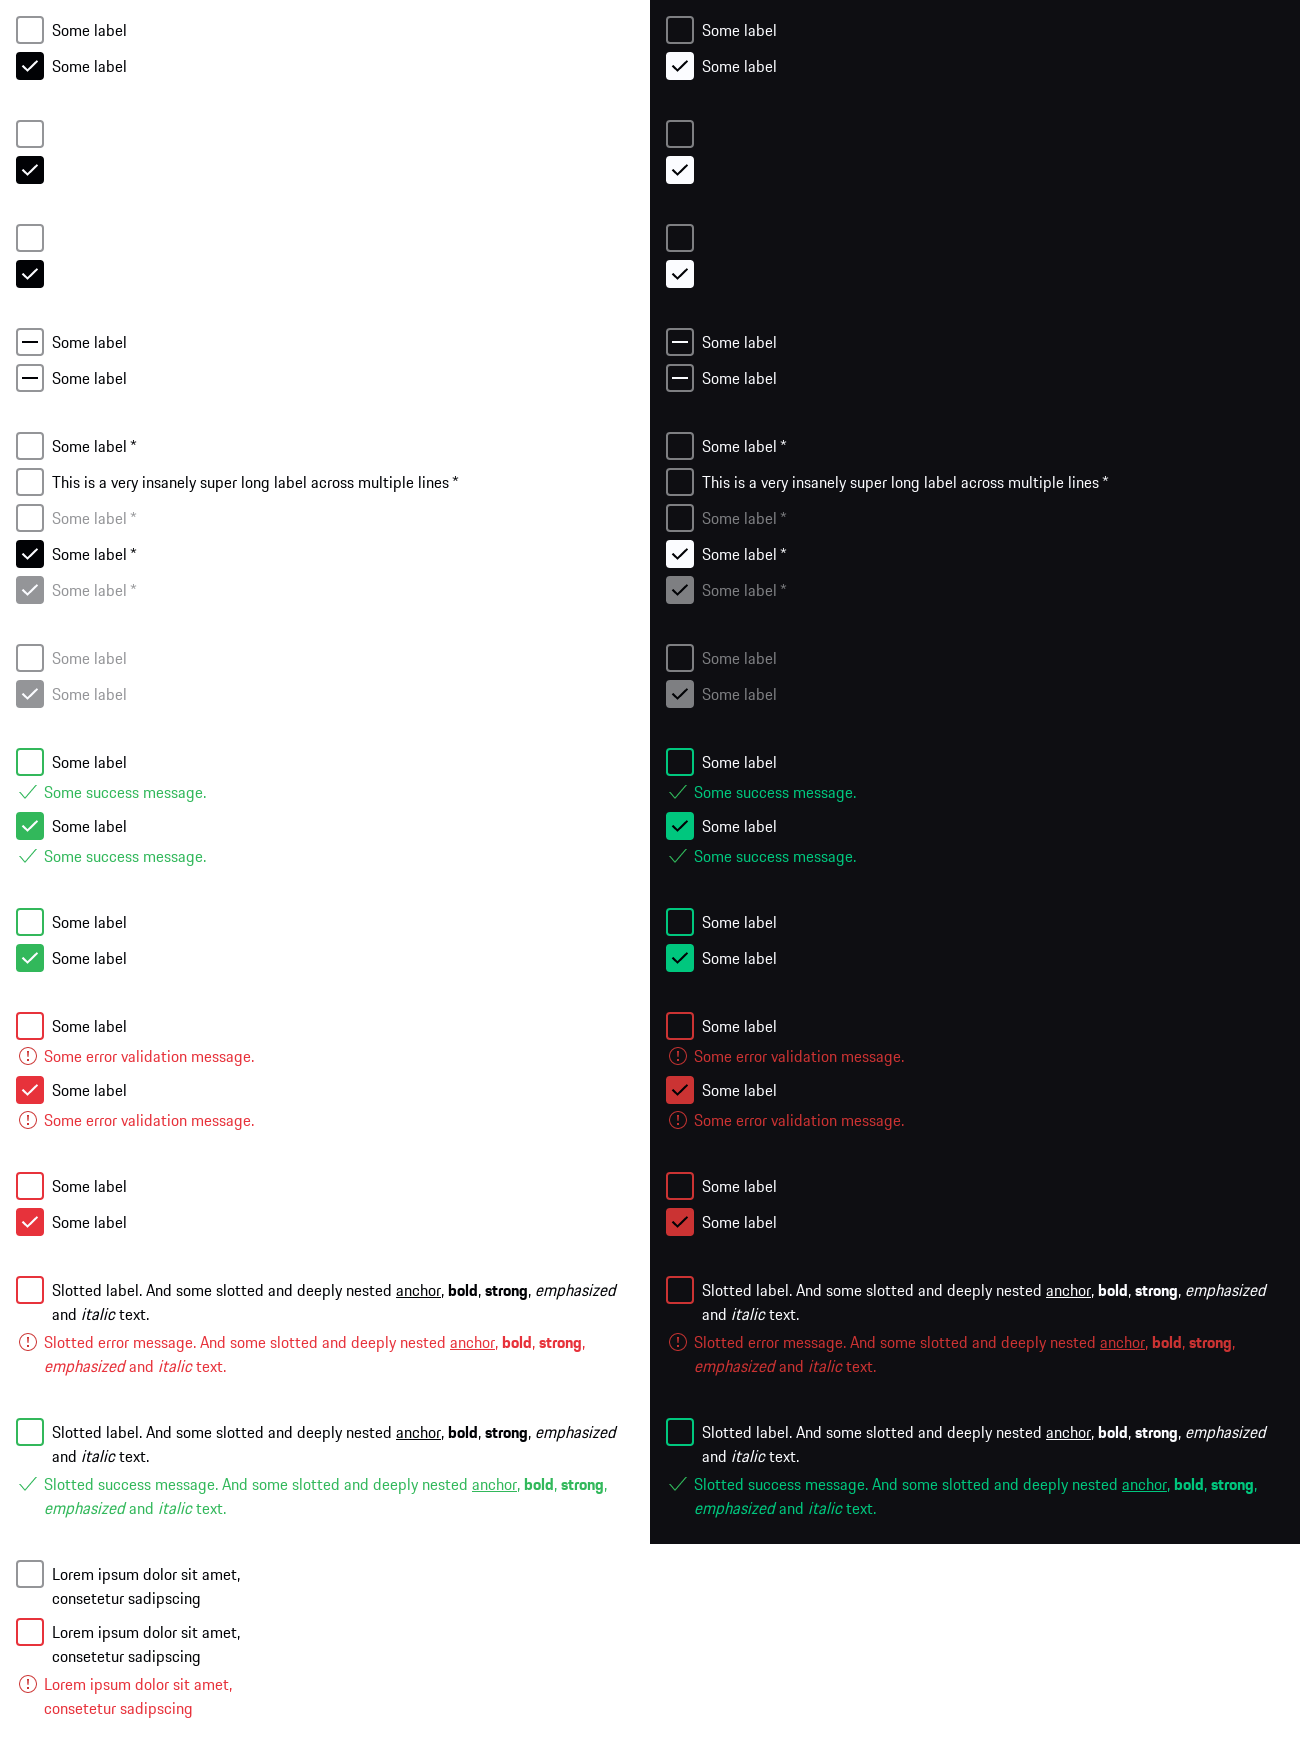 Some label
Some label
Some label
Some label
Some label *
This is a very insanely super long label across multiple lines *
Some label *
Some label *
Some label *
Some label
Some label
Some label
Some success message.
Some label
Some success message.
Some label
Some label
Some label
Some error validation message.
Some label
Some error validation message.
Some label
Some label
Slotted label. And some slotted and deeply nested anchor, bold, strong, emphasized
and italic text.
Slotted error message. And some slotted and deeply nested anchor, bold, strong,
emphasized and italic text.
Slotted label. And some slotted and deeply nested anchor, bold, strong, emphasized
and italic text.
Slotted success message. And some slotted and deeply nested anchor, bold, strong,
emphasized and italic text.
Lorem ipsum dolor sit amet,
consetetur sadipscing
Lorem ipsum dolor sit amet,
consetetur sadipscing
Lorem ipsum dolor sit amet,
consetetur sadipscing
Some label
Some label
Some label
Some label
Some label *
This is a very insanely super long label across multiple lines *
Some label *
Some label *
Some label *
Some label
Some label
Some label
Some success message.
Some label
Some success message.
Some label
Some label
Some label
Some error validation message.
Some label
Some error validation message.
Some label
Some label
Slotted label. And some slotted and deeply nested anchor, bold, strong, emphasized
and italic text.
Slotted error message. And some slotted and deeply nested anchor, bold, strong,
emphasized and italic text.
Slotted label. And some slotted and deeply nested anchor, bold, strong, emphasized
and italic text.
Slotted success message. And some slotted and deeply nested anchor, bold, strong,
emphasized and italic text.